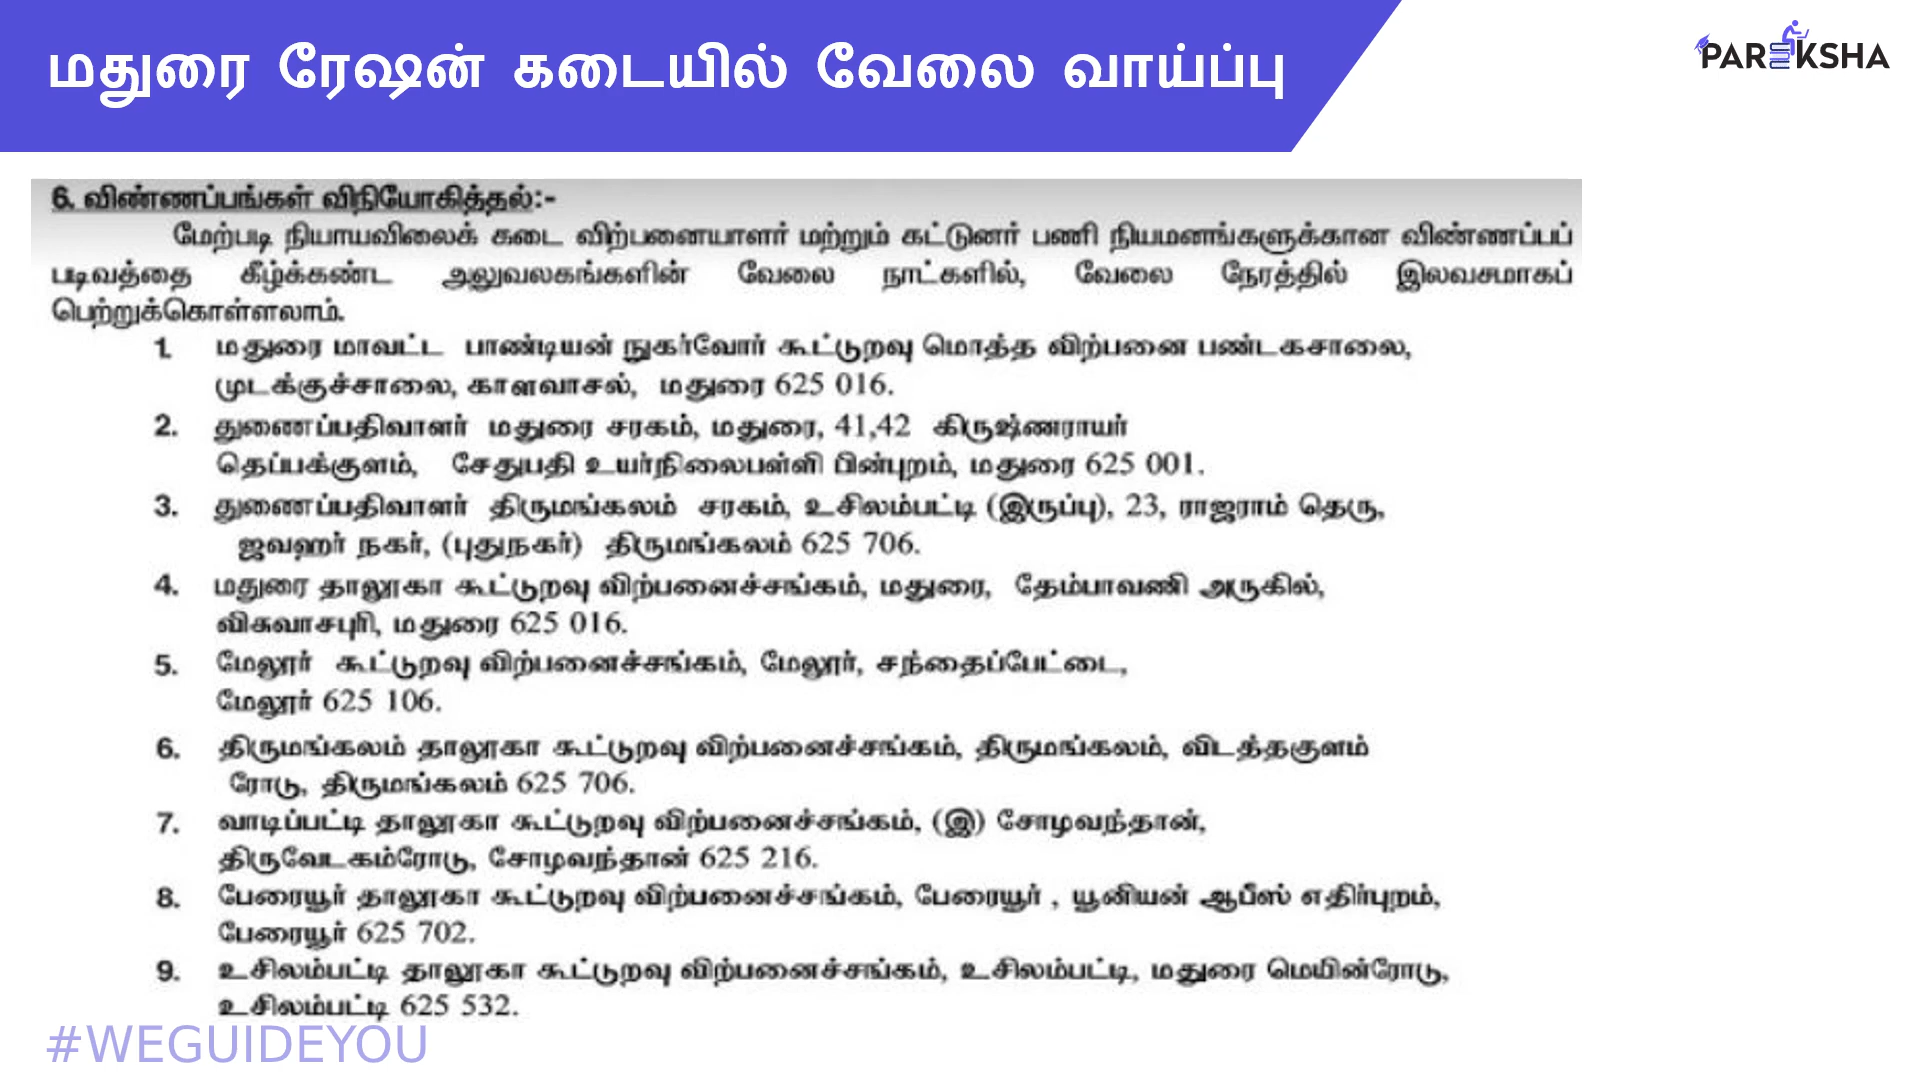 மதுரை ரேஷன் கடையில் வேலை வாய்ப்பு
PAREEKSHA
6. விண்ணப்பங்கள் விநியோகித்தல்:-
மேற்படி நியாயவிலைக் கடை விற்பனையாளர் மற்றும் கட்டுனர் பணி நியமனங்களுக்கான விண்ணப்பப்
படிவத்தை கீழ்க்கண்ட அலுவலகங்களின் வேலை நாட்களில், வேலை நேரத்தில் இலவசமாகப்
பெற்றுக்கொள்ளலாம்.
1. மதுரை மாவட்ட பாண்டியன் நுகர்வோர் கூட்டுறவு மொத்த விற்பனை பண்டகசாலை,
முடக்குச்சாலை, காளவாசல், மதுரை 625 016.
2. துணைப்பதிவாளர் மதுரை சரகம், மதுரை, 41,42 கிருஷ்ணராயர்
தெப்பக்குளம், சேதுபதி உயர்நிலைபள்ளி பின்புறம், மதுரை 625 001.
3. துணைப்பதிவாளர் திருமங்கலம் சரகம், உசிலம்பட்டி (இருப்பு), 23, ராஜராம் தெரு,
ஜவஹர் நகர், (புதுநகர்) திருமங்கலம் 625 706.
4. மதுரை தாலூகா கூட்டுறவு விற்பனைச்சங்கம், மதுரை, தேம்பாவணி அருகில்,
விசுவாசபுரி, மதுரை 625 016.
5. மேலூர் கூட்டுறவு விற்பனைச்சங்கம், மேலூர், சந்தைப்பேட்டை,
மேலூர் 625 106.
6. திருமங்கலம் தாலூகா கூட்டுறவு விற்பனைச்சங்கம், திருமங்கலம், விடத்தகுளம்
ரோடு, திருமங்கலம் 625 706.
7. வாடிப்பட்டி தாலூகா கூட்டுறவு விற்பனைச்சங்கம், (இ) சோழவந்தான்,
திருவேடகம்ரோடு, சோழவந்தான் 625 216.
8. பேரையூர் தாலூகா கூட்டுறவு விற்பனைச்சங்கம், பேரையூர் , யூனியன் ஆபீஸ் எதிர்புறம்,
பேரையூர் 625 702.
9. உசிலம்பட்டி தாலூகா கூட்டுறவு விற்பனைச்சங்கம், உசிலம்பட்டி, மதுரை மெயின்ரோடு,
உசிலம்பட்டி 625 532.
#WEGUIDEYOU